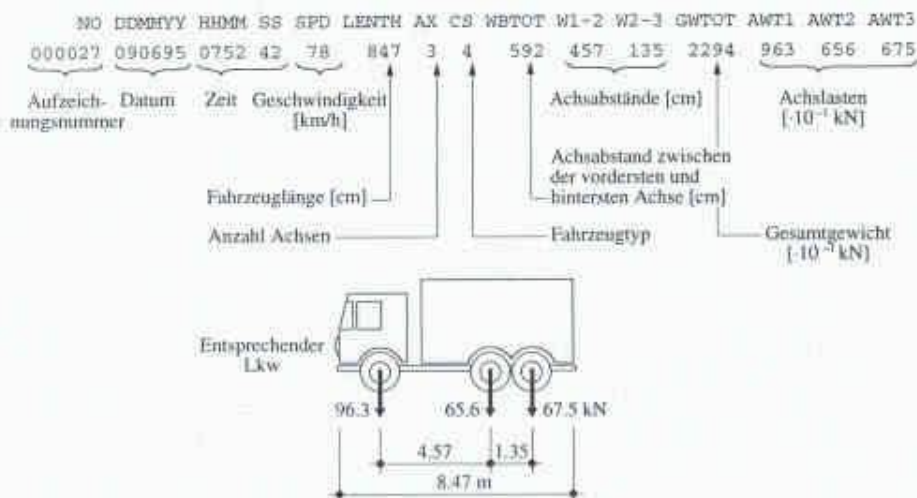 NO DDMMYY HHMM SS SPD LENTH AX CS WBTOT W1-2 W2-3 GWTOT AWT1 AWT2 AWT3
000027 090695 0752 42 78 847 3 4 592 457 135 2294 963 656 675
Aufzeich-
nungsnummer
Datum
Zeit
Geschwindigkeit
[km/h]
Achsabstände [cm]
Achslasten
[·10⁻¹ kN]
Fahrzeuglänge [cm]
Achsabstand zwischen
der vordersten und
hintersten Achse [cm]
Anzahl Achsen
Fahrzeugtyp
Gesamtgewicht
[·10⁻¹ kN]
Entsprechender
Lkw
96.3 65.6 67.5 kN
4.57 1.35
8.47 m